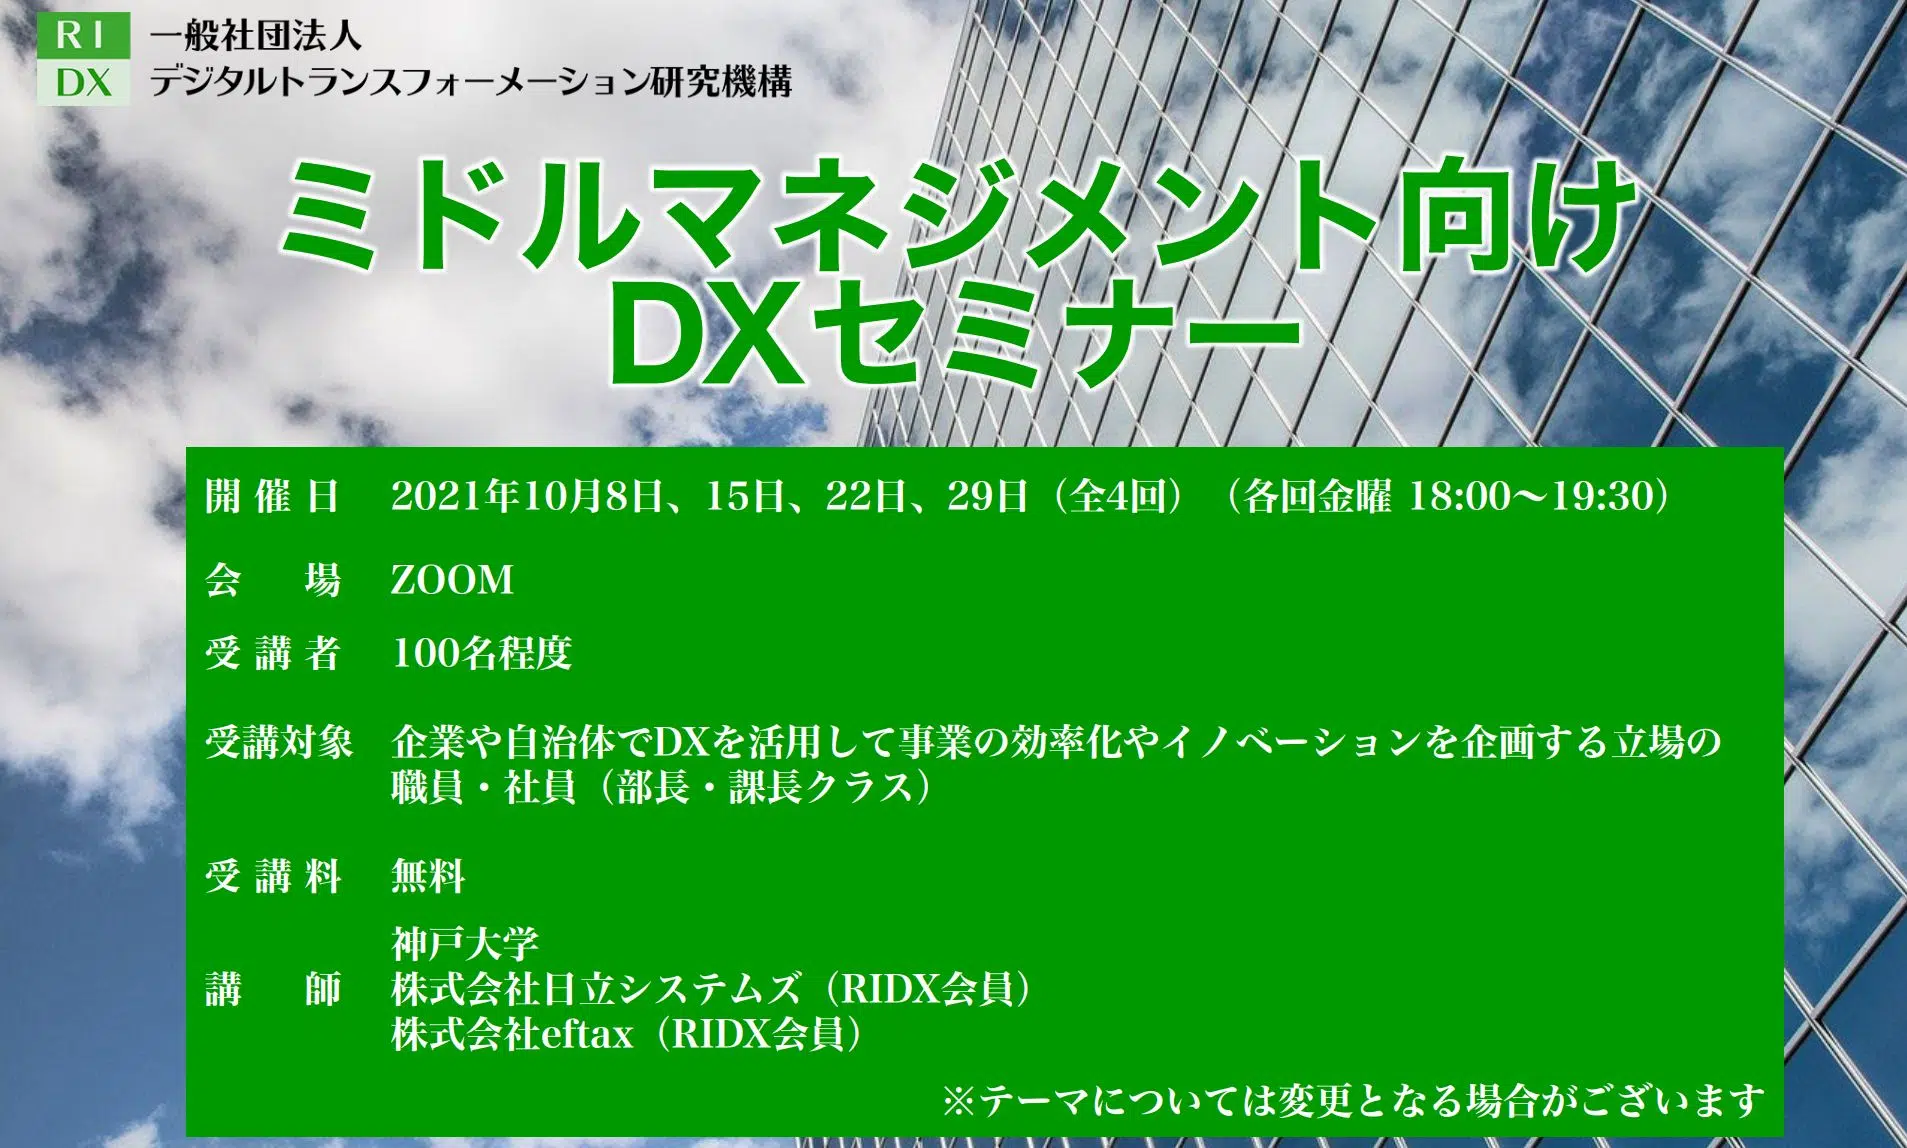 RI
DX
一般社団法人
デジタルトランスフォーメーション研究機構
ミドルマネジメント向け
DXセミナー
開催日 2021年10月8日、15日、22日、29日（全4回）（各回金曜 18:00～19:30）
会場 ZOOM
受講者 100名程度
受講対象 企業や自治体でDXを活用して事業の効率化やイノベーションを企画する立場の
職員・社員（部長・課長クラス）
受講料 無料
神戸大学
講師 株式会社日立システムズ（RIDX会員）
株式会社eftax（RIDX会員）
※テーマについては変更となる場合がございます